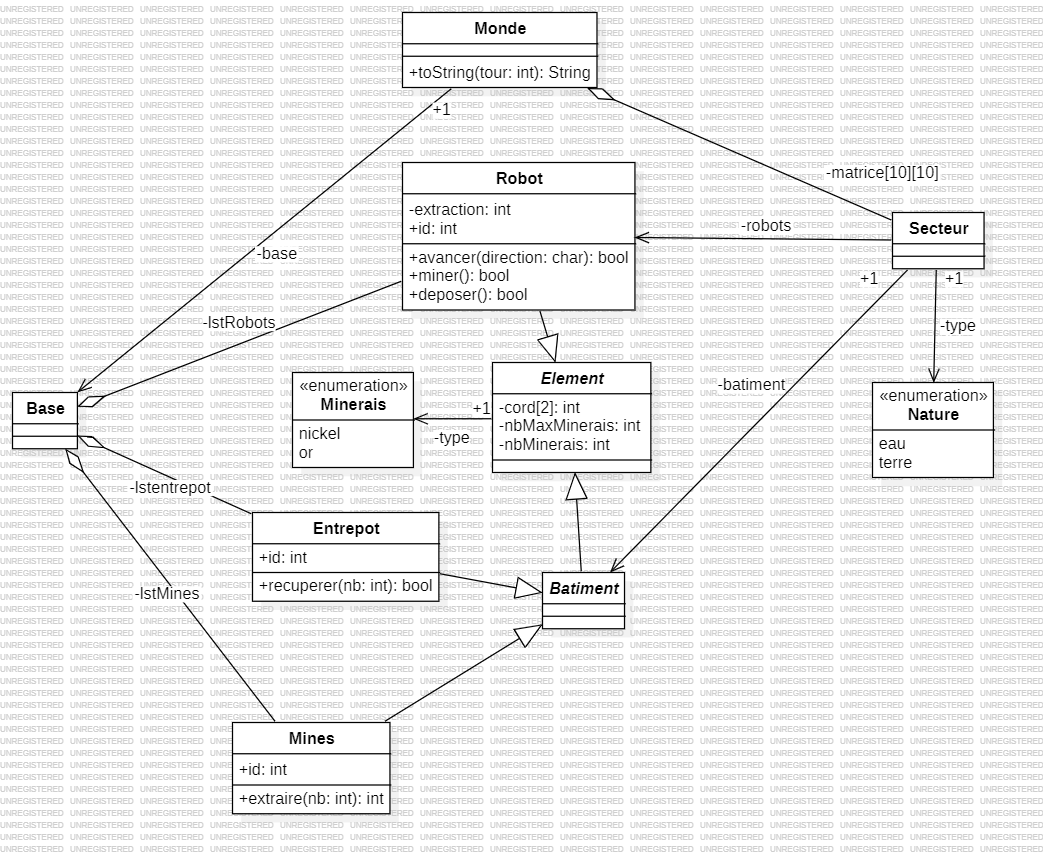 Monde
+toString(tour: int): String
+1
-matrice[10][10]
Robot
-extraction: int
+id: int
+avancer(direction: char): bool
+miner(): bool
+deposer(): bool
-robots
Secteur
-base
+1
+1
-lstRobots
-type
Element
-cord[2]: int
-nbMaxMinerais: int
-nbMinerais: int
«enumeration»
Minerais
nickel
or
+1
-type
-batiment
«enumeration»
Nature
eau
terre
Base
-lstentrepot
Entrepot
+id: int
+recuperer(nb: int): bool
Batiment
-lstMines
Mines
+id: int
+extraire(nb: int): int
UNREGISTERED